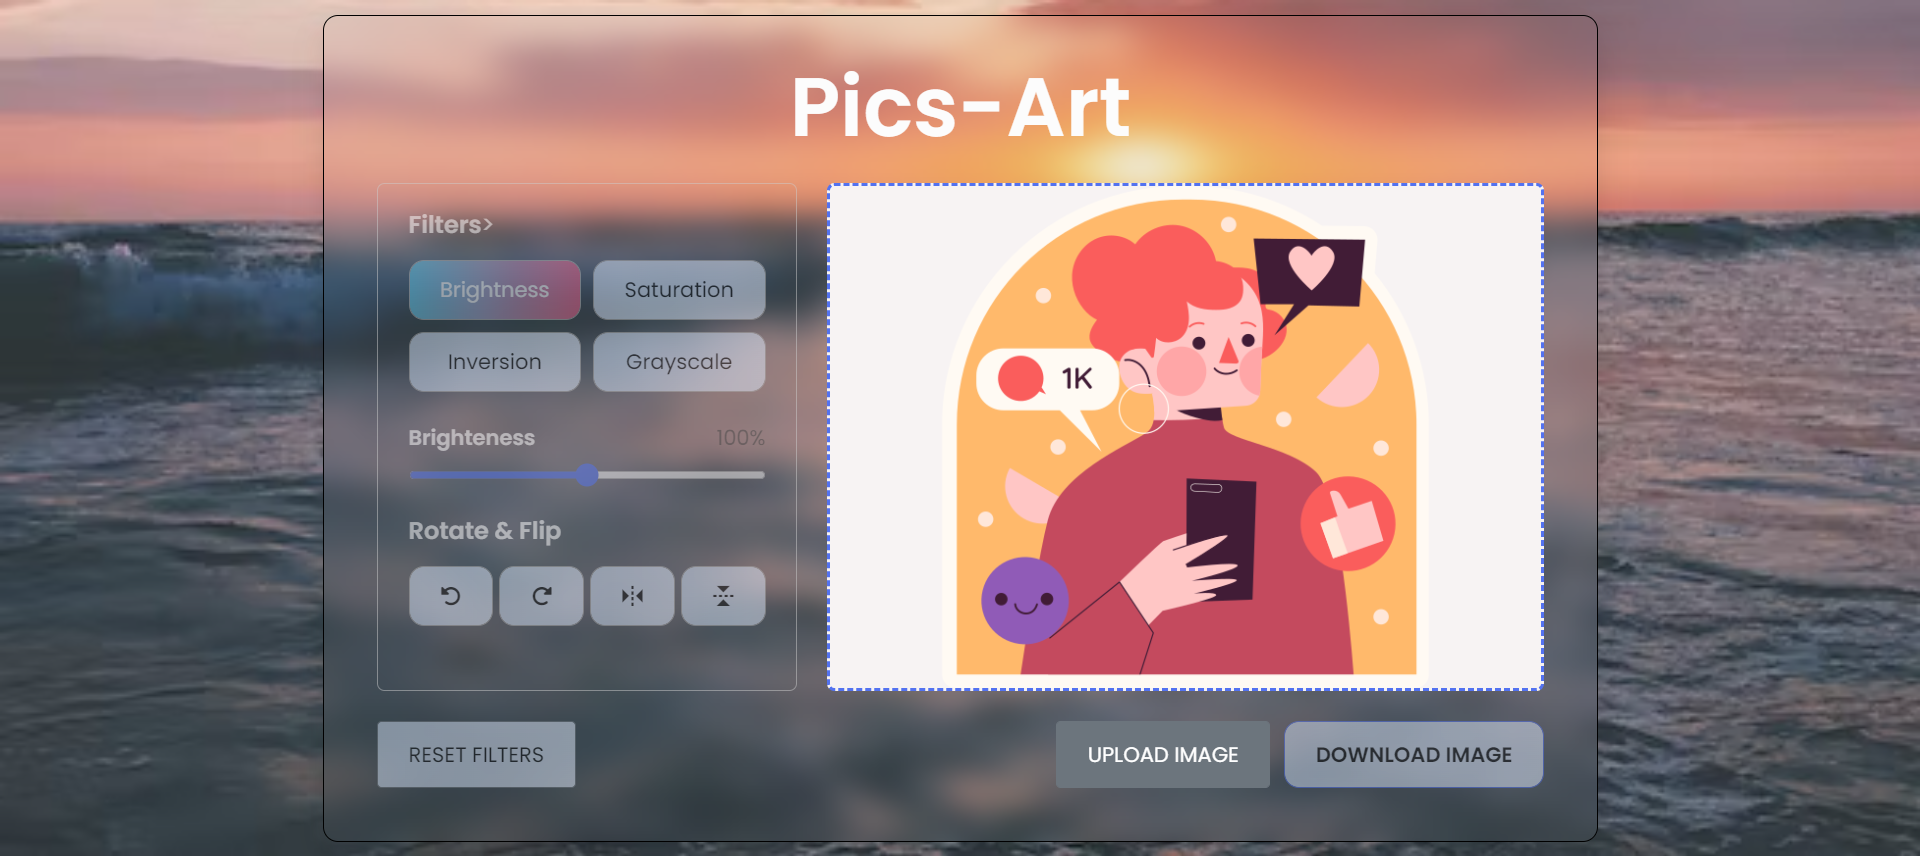 Pics-Art
Filters>
Brightness
Saturation
Inversion
Grayscale
Brighteness
100%
Rotate & Flip
1K
RESET FILTERS
UPLOAD IMAGE
DOWNLOAD IMAGE